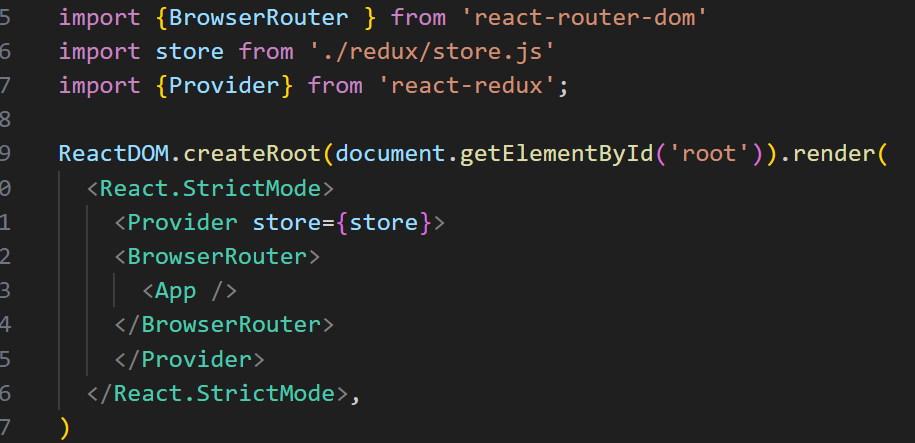 5 import {BrowserRouter } from 'react-router-dom'
6 import store from './redux/store.js'
7 import {Provider} from 'react-redux';
8
9 ReactDOM.createRoot(document.getElementById('root')).render(
0 <React.StrictMode>
1 <Provider store={store}>
2 <BrowserRouter>
3 <App />
4 </BrowserRouter>
5 </Provider>
6 </React.StrictMode>,
7 )